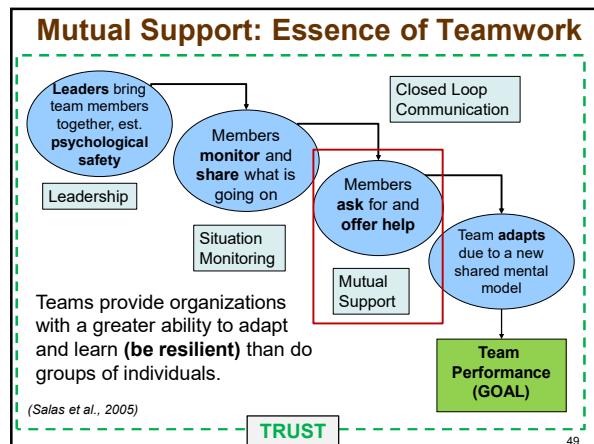 Mutual Support: Essence of Teamwork
Leaders bring
team members
together, est.
psychological
safety
Leadership
Members
monitor and
share what is
going on
Situation
Monitoring
Closed Loop
Communication
Members
ask for and
offer help
Mutual
Support
Team adapts
due to a new
shared mental
model
Team
Performance
(GOAL)
Teams provide organizations
with a greater ability to adapt
and learn (be resilient) than do
groups of individuals.
(Salas et al., 2005)
TRUST
49